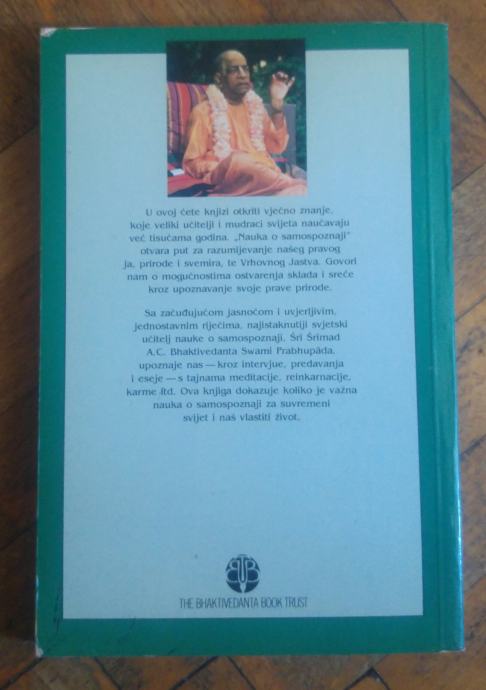 U ovoj ćete knjizi otkriti vječno znanje,
koje veliki učitelji i mudraci svijeta naučavaju
već tisućama godina. „Nauka o samospoznaji"
otvara put za razumijevanje našeg pravog
ja, prirode i svemira, te Vrhovnog Jastva. Govori
nam o mogućnostima ostvarenja sklada i sreće
kroz upoznavanje svoje prave prirode.
Sa začuđujućom jasnoćom i uvjerljivim,
jednostavnim riječima, najistaknutiji svjetski
učitelj nauke o samospoznaji, Śrī Śrīmad
A.C. Bhaktivedanta Swami Prabhupāda,
upoznaje nas — kroz intervjue, predavanja
i eseje — s tajnama meditacije, reinkarnacije,
karme itd. Ova knjiga dokazuje koliko je važna
nauka o samospoznaji za suvremeni
svijet i naš vlastiti život.
BBT
THE BHAKTIVEDANTA BOOK TRUST